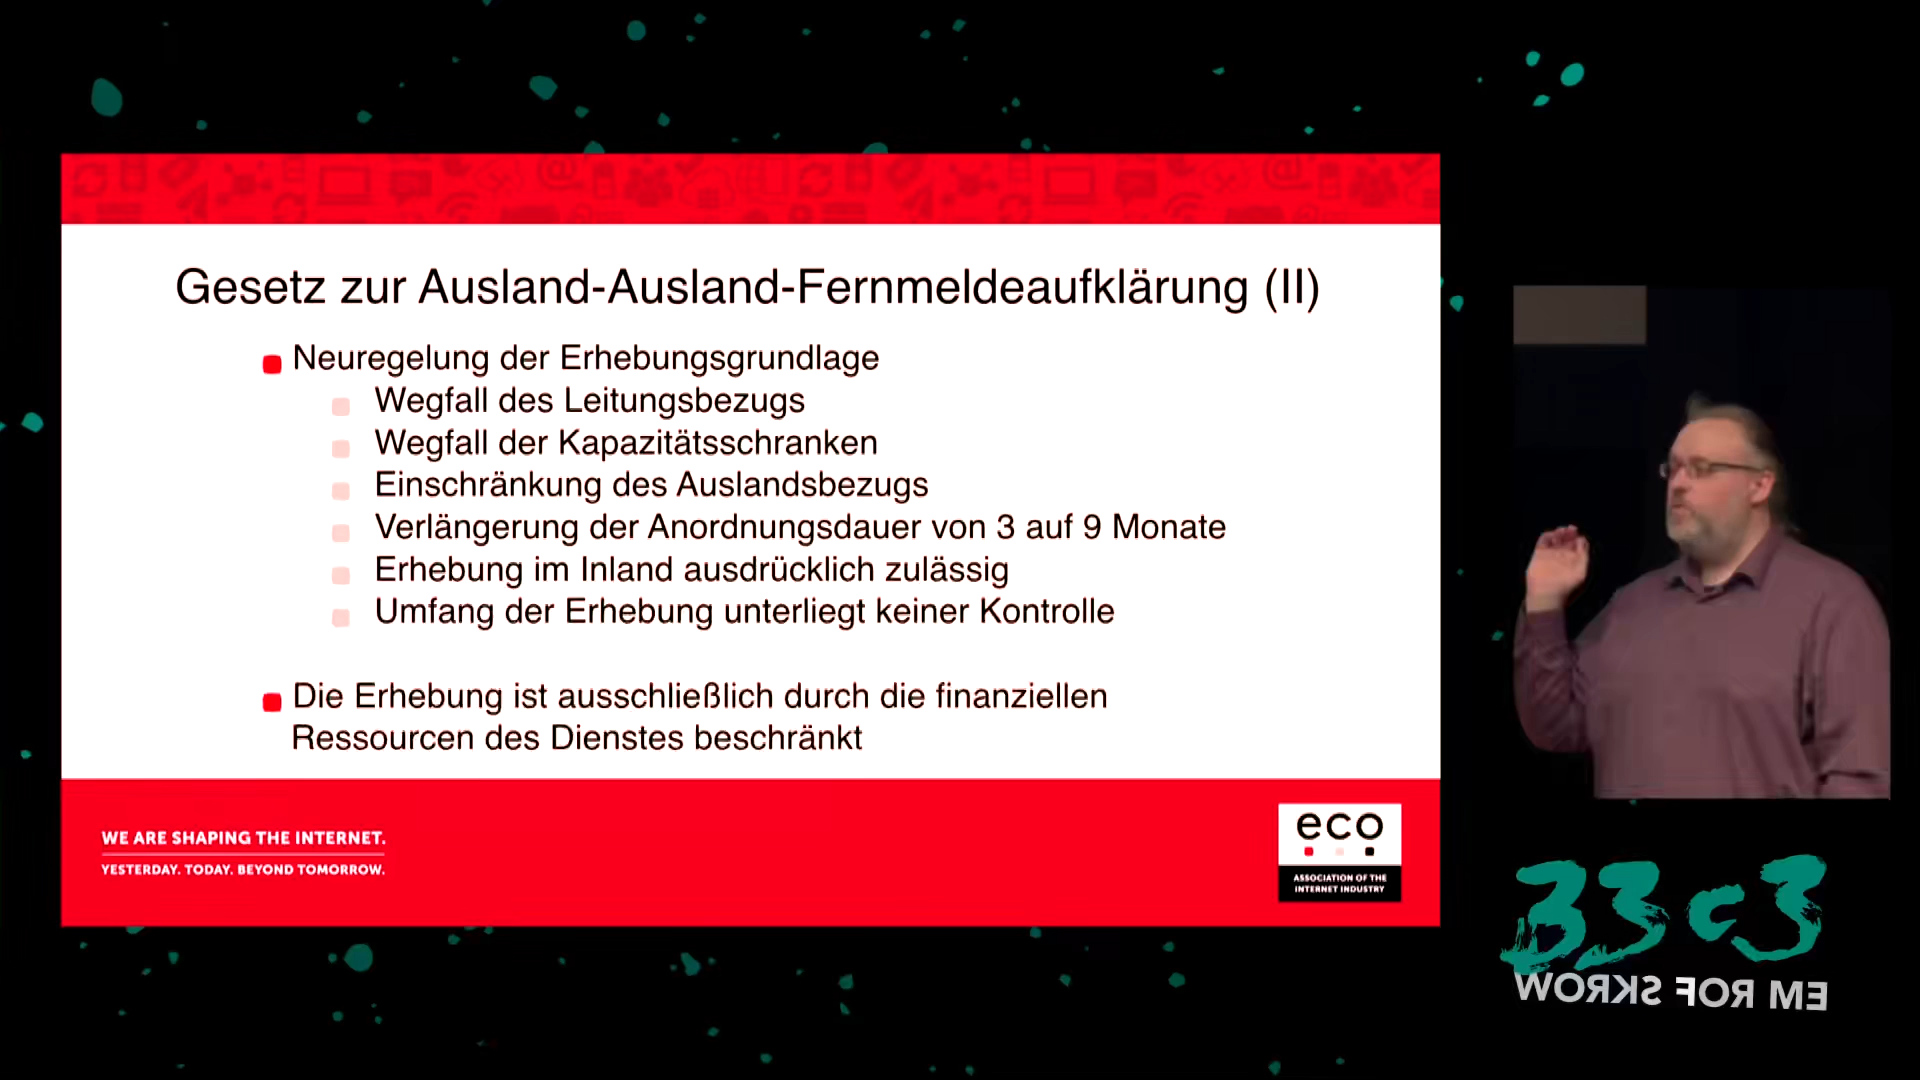 Gesetz zur Ausland-Ausland-Fernmeldeaufklärung (II)
Neuregelung der Erhebungsgrundlage
Wegfall des Leitungsbezugs
Wegfall der Kapazitätsschranken
Einschränkung des Auslandsbezugs
Verlängerung der Anordnungsdauer von 3 auf 9 Monate
Erhebung im Inland ausdrücklich zulässig
Umfang der Erhebung unterliegt keiner Kontrolle
Die Erhebung ist ausschließlich durch die finanziellen
Ressourcen des Dienstes beschränkt
WE ARE SHAPING THE INTERNET.
YESTERDAY. TODAY. BEYOND TOMORROW.
eco
ASSOCIATION OF THE
INTERNET INDUSTRY
33c3
WORKS FOR ME